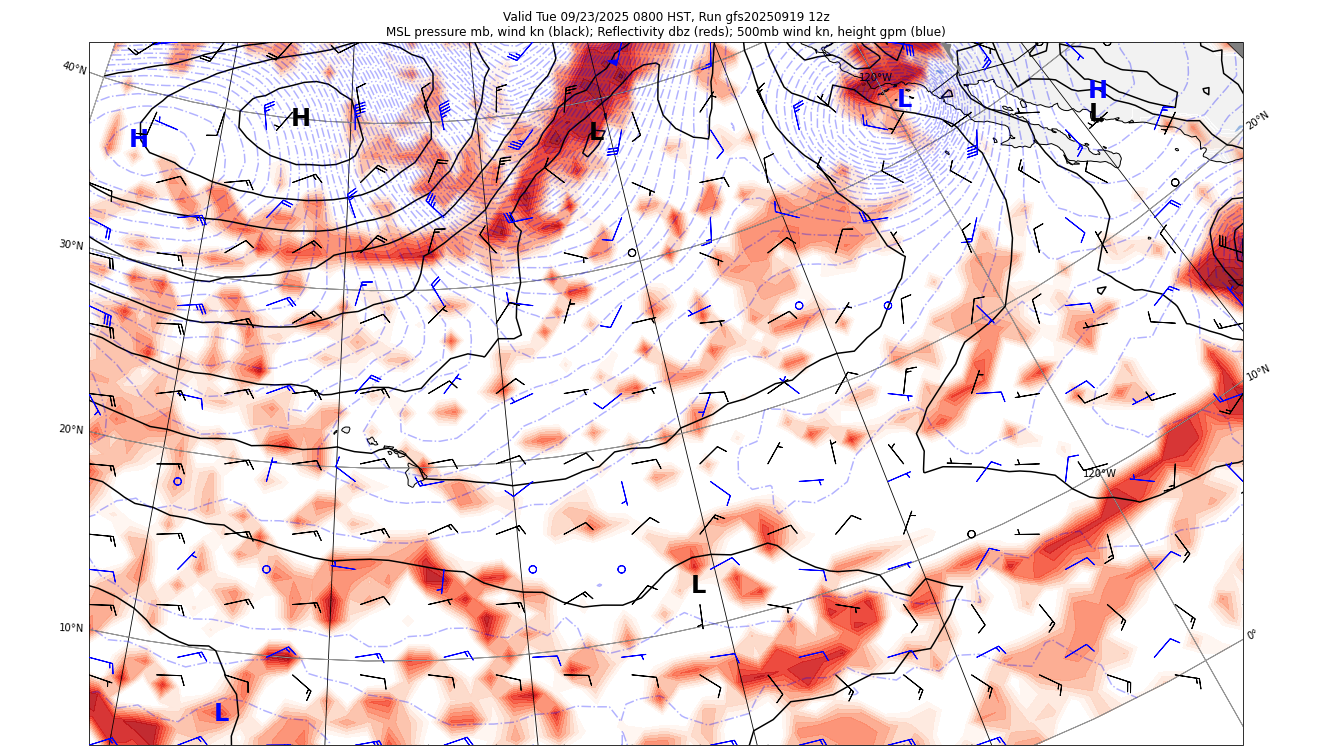 Valid Tue 09/23/2025 0800 HST, Run gfs20250919 12z
MSL pressure mb, wind kn (black); Reflectivity dbz (reds); 500mb wind kn, height gpm (blue)
40°N
120°W
H
L
H
L
20°N
H
L
30°N
10°N
20°N
120°W
L
10°N
0°
L